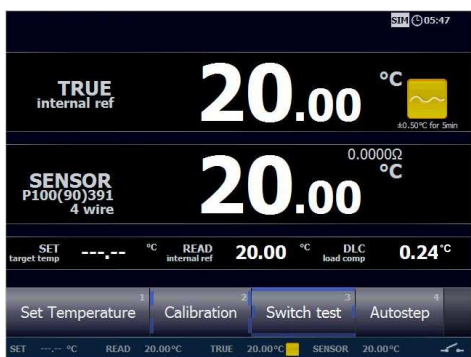 SIM 05:47
TRUE
internal ref
20.00 °C
±0.50°C for 5min
0.0000Ω
SENSOR
P100(90)391
4 wire
20.00 °C
SET
target temp
---.-- °C
READ
internal ref
20.00 °C
DLC
load comp
0.24°C
1
Set Temperature
2
Calibration
3
Switch test
4
Autostep
SET ---.-- °C READ 20.00°C TRUE 20.00°C SENSOR 20.00°C